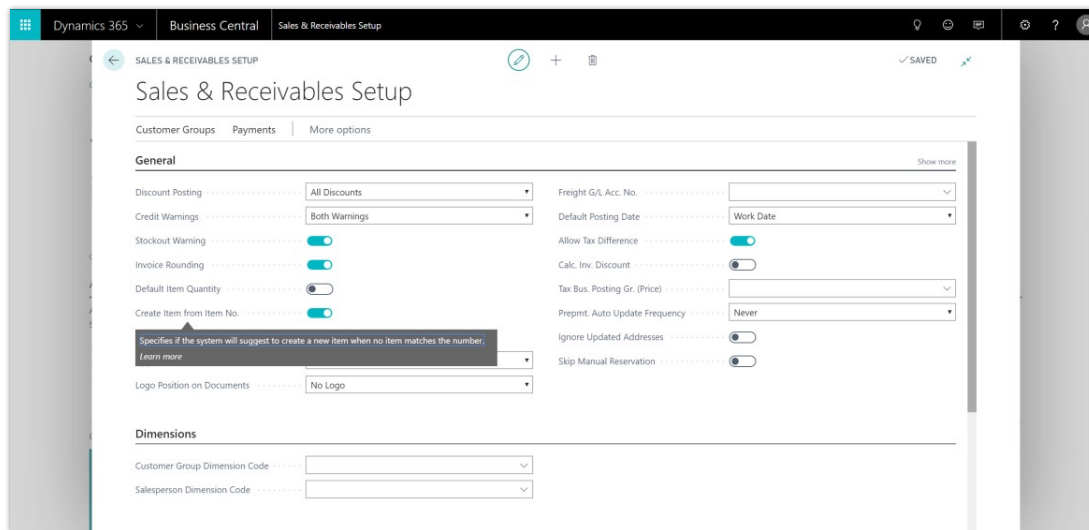 Dynamics 365 Business Central Sales & Receivables Setup ?
SALES & RECEIVABLES SETUP SAVED
Sales & Receivables Setup
Customer Groups Payments More options
General Show more
Discount Posting All Discounts Freight G/L Acc. No.
Credit Warnings Both Warnings Default Posting Date Work Date
Stockout Warning Allow Tax Difference
Invoice Rounding Calc. Inv. Discount
Default Item Quantity Tax Bus. Posting Gr. (Price)
Create Item from Item No. Prepmt. Auto Update Frequency Never
Specifies if the system will suggest to create a new item when no item matches the number. Ignore Updated Addresses
Learn more Skip Manual Reservation
Logo Position on Documents No Logo
Dimensions
Customer Group Dimension Code
Salesperson Dimension Code